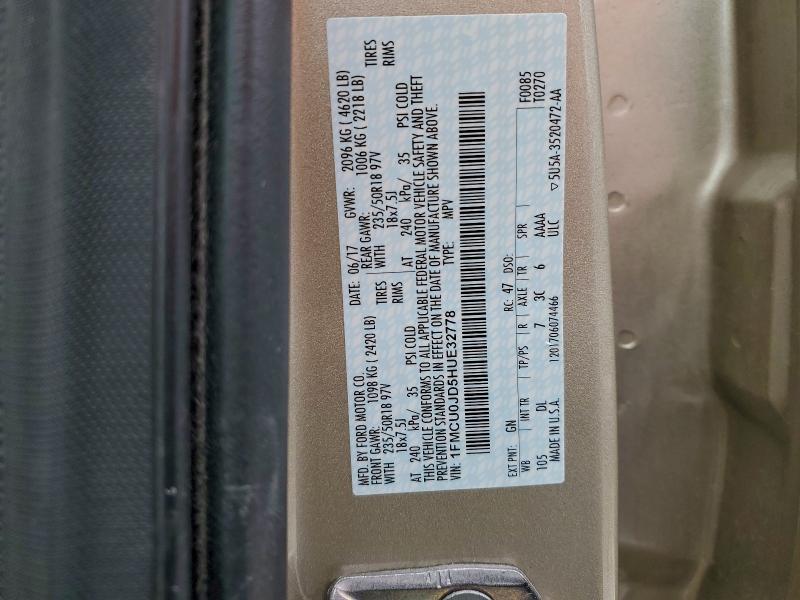 MFD. BY FORD MOTOR CO. DATE: 06/17 GVWR: 2096 KG ( 4620 LB)
FRONT GAWR: 1098 KG ( 2420 LB) REAR GAWR: 1006 KG ( 2218 LB)
WITH 235/50R18 97V TIRES WITH 235/50R18 97V TIRES
18x7.5J RIMS 18x7.5J RIMS
AT 240 kPa/ 35 PSI COLD AT 240 kPa/ 35 PSI COLD
THIS VEHICLE CONFORMS TO ALL APPLICABLE FEDERAL MOTOR VEHICLE SAFETY AND THEFT
PREVENTION STANDARDS IN EFFECT ON THE DATE OF MANUFACTURE SHOWN ABOVE.
VIN: 1FMCU0JD5HUE32778 TYPE: MPV
F0085
T0270
EXT PNT: GN RC: 47 DSO:
WB INT TR TP/PS R AXLE TR SPR
105 DL 7 3C 6 AAAA
MADE IN U.S.A. 1201706074466 ULC
▽ 5U5A-3520472-AA